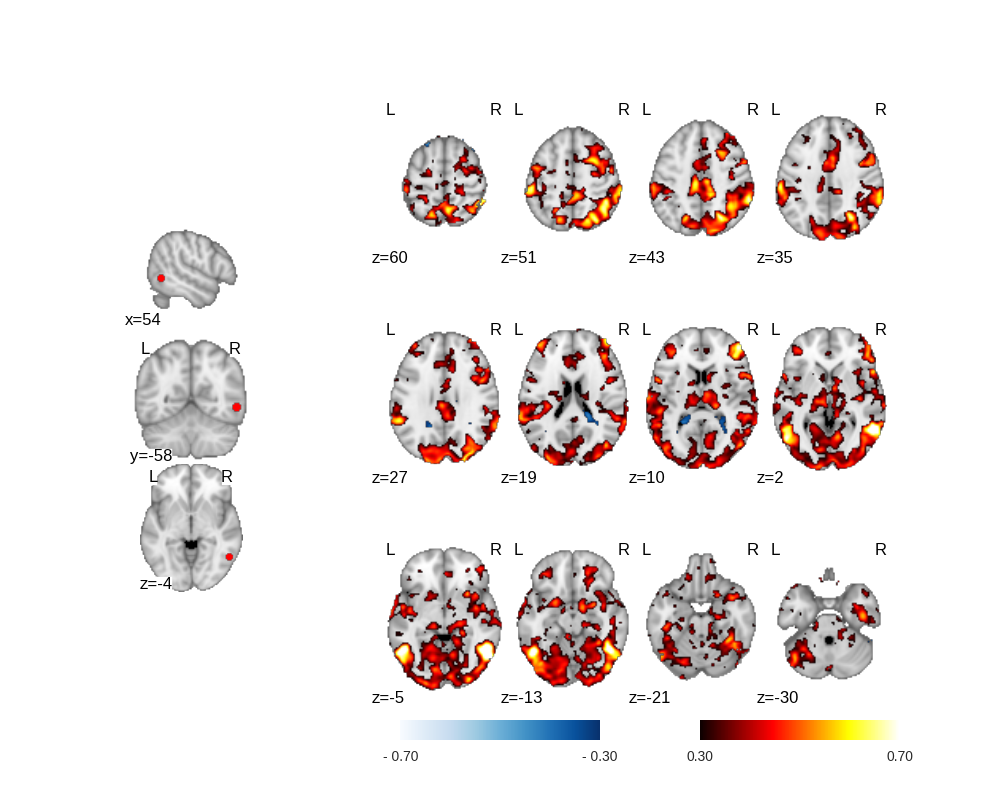 L R L R L R L R
z=60 z=51 z=43 z=35
x=54
L R
y=-58
L R
z=-4
L R L R L R L R
z=27 z=19 z=10 z=2
L R L R L R L R
z=-5 z=-13 z=-21 z=-30
- 0.70 - 0.30 0.30 0.70